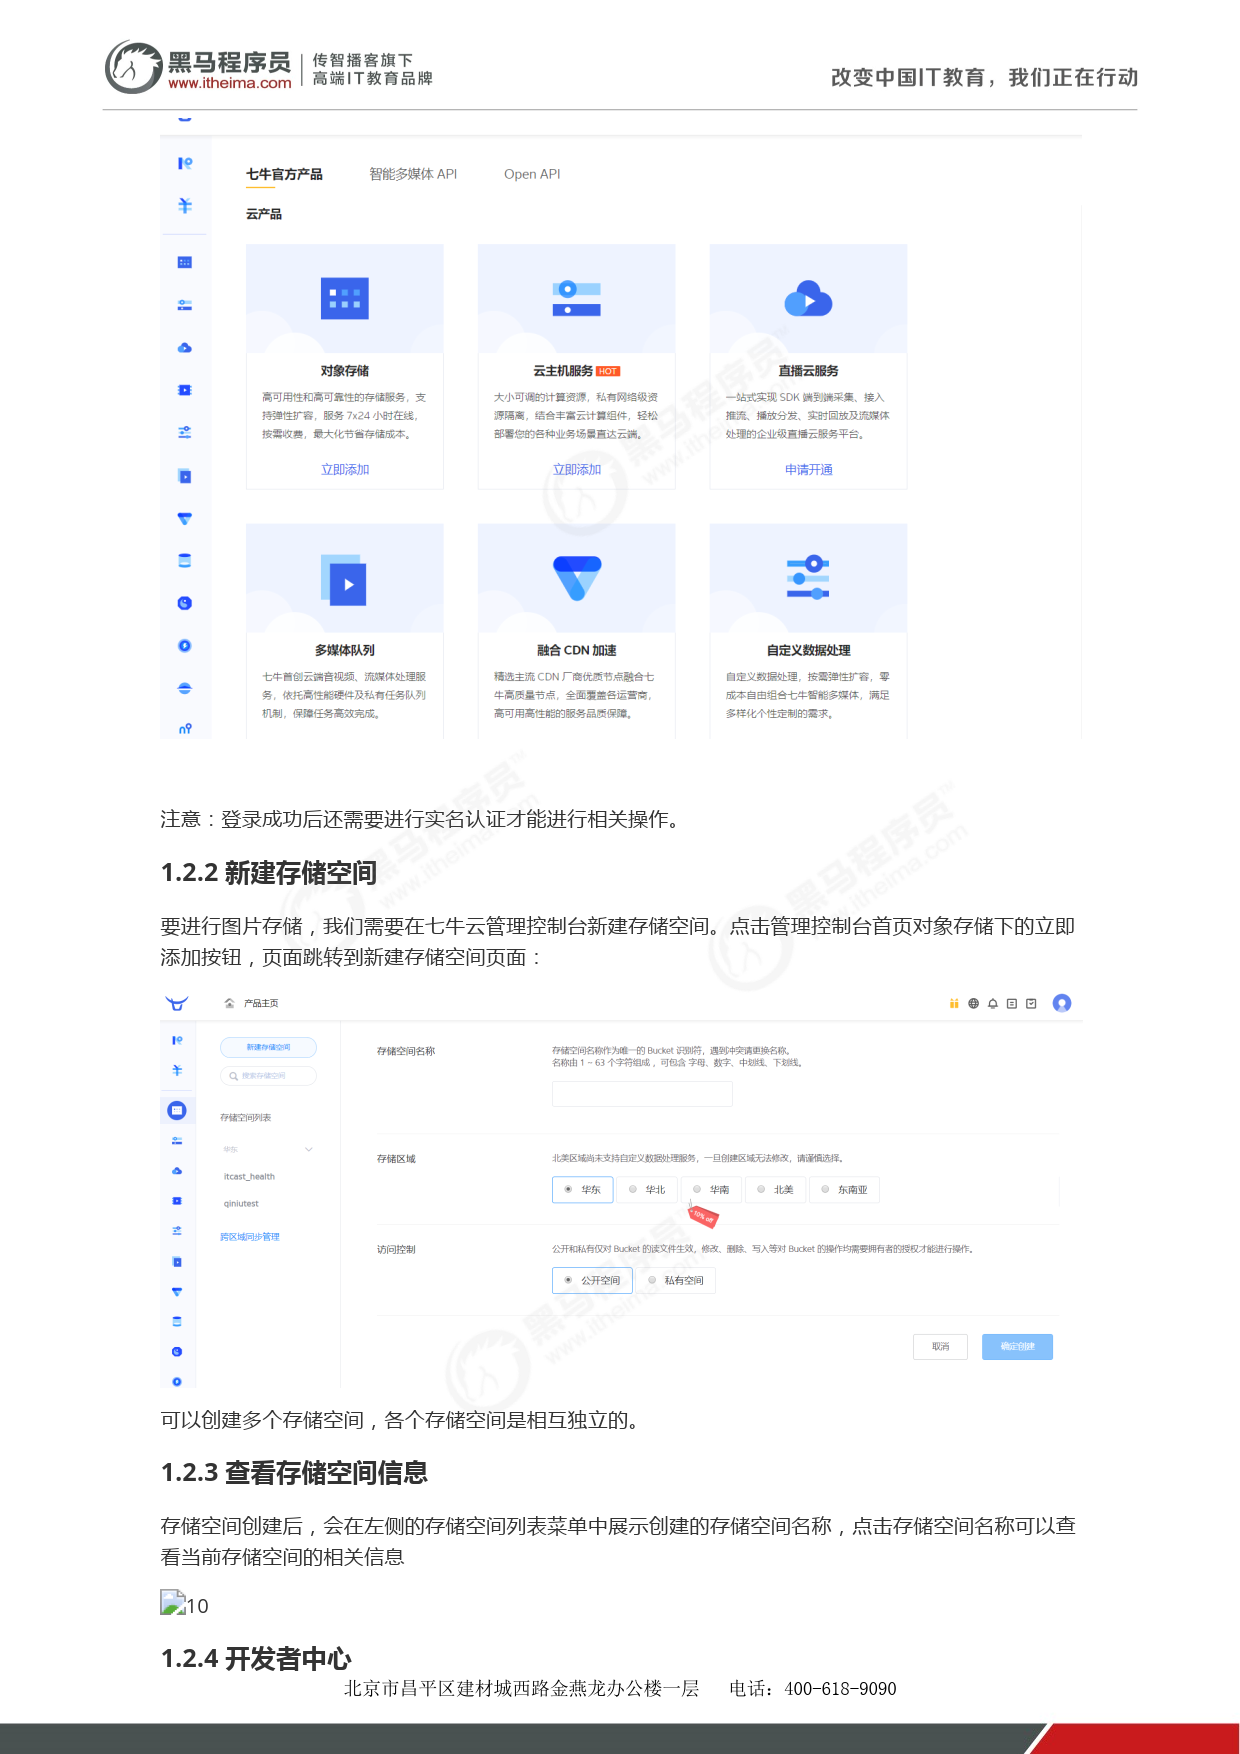 黑马程序员
www.itheima.com
传智播客旗下
高端IT教育品牌
改变中国IT教育，我们正在行动
七牛官方产品 智能多媒体 API Open API
云产品
对象存储
高可用性和高可靠性的存储服务，支
持弹性扩容，服务 7x24 小时在线，
按需收费，最大化节省存储成本。
立即添加
云主机服务 HOT
大小可调的计算资源，私有网络级资
源隔离，结合丰富云计算组件，轻松
部署您的各种业务场景直达云端。
立即添加
直播云服务
一站式实现 SDK 端到端采集、接入
推流、播放分发、实时回放及流媒体
处理的企业级直播云服务平台。
申请开通
多媒体队列
七牛首创云端音视频、流媒体处理服
务，依托高性能硬件及私有任务队列
机制，保障任务高效完成。
融合 CDN 加速
精选主流 CDN 厂商优质节点融合七
牛高质量节点，全面覆盖各运营商，
高可用高性能的服务品质保障。
自定义数据处理
自定义数据处理，按需弹性扩容，零
成本自由组合七牛智能多媒体，满足
多样化个性定制的需求。
注意：登录成功后还需要进行实名认证才能进行相关操作。
1.2.2 新建存储空间
要进行图片存储，我们需要在七牛云管理控制台新建存储空间。点击管理控制台首页对象存储下的立即
添加按钮，页面跳转到新建存储空间页面：
产品主页
新建存储空间
搜索存储空间
存储空间列表
华东
itcast_health
qiniutest
跨区域同步管理
存储空间名称
存储空间名称作为唯一的 Bucket 识别符，遇到冲突请更换名称。
名称由 1 ~ 63 个字符组成，可包含 字母、数字、中划线、下划线。
存储区域
北美区域尚未支持自定义数据处理服务，一旦创建区域无法修改，请谨慎选择。
华东 华北 华南 北美 东南亚
10% off
访问控制
公开和私有仅对 Bucket 的读文件生效，修改、删除、写入等对 Bucket 的操作均需要拥有者的授权才能进行操作。
公开空间 私有空间
取消 确定创建
可以创建多个存储空间，各个存储空间是相互独立的。
1.2.3 查看存储空间信息
存储空间创建后，会在左侧的存储空间列表菜单中展示创建的存储空间名称，点击存储空间名称可以查
看当前存储空间的相关信息
10
1.2.4 开发者中心
北京市昌平区建材城西路金燕龙办公楼一层 电话：400-618-9090